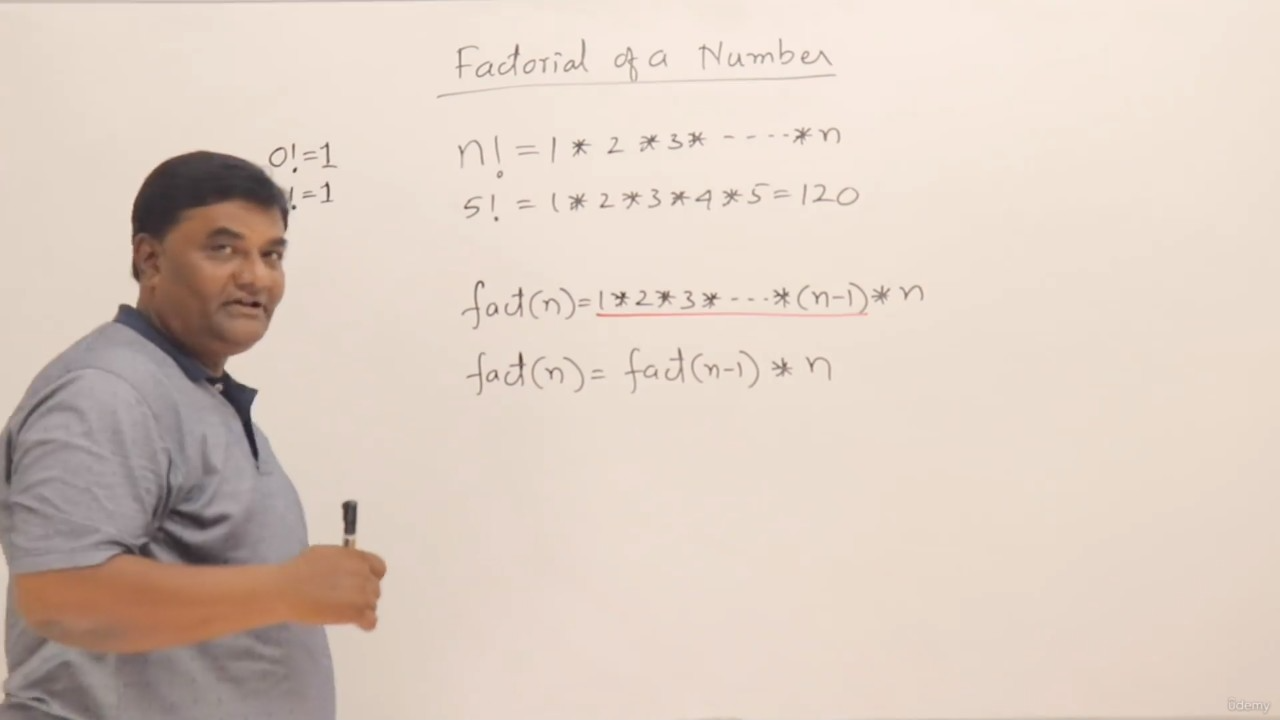 Factorial of a Number
0!=1
!=1
n! = 1 * 2 * 3 * - - - - * n
5! = 1 * 2 * 3 * 4 * 5 = 120
fact(n) = 1 * 2 * 3 * - - - - * (n-1) * n
fact(n) = fact(n-1) * n
ûdemy